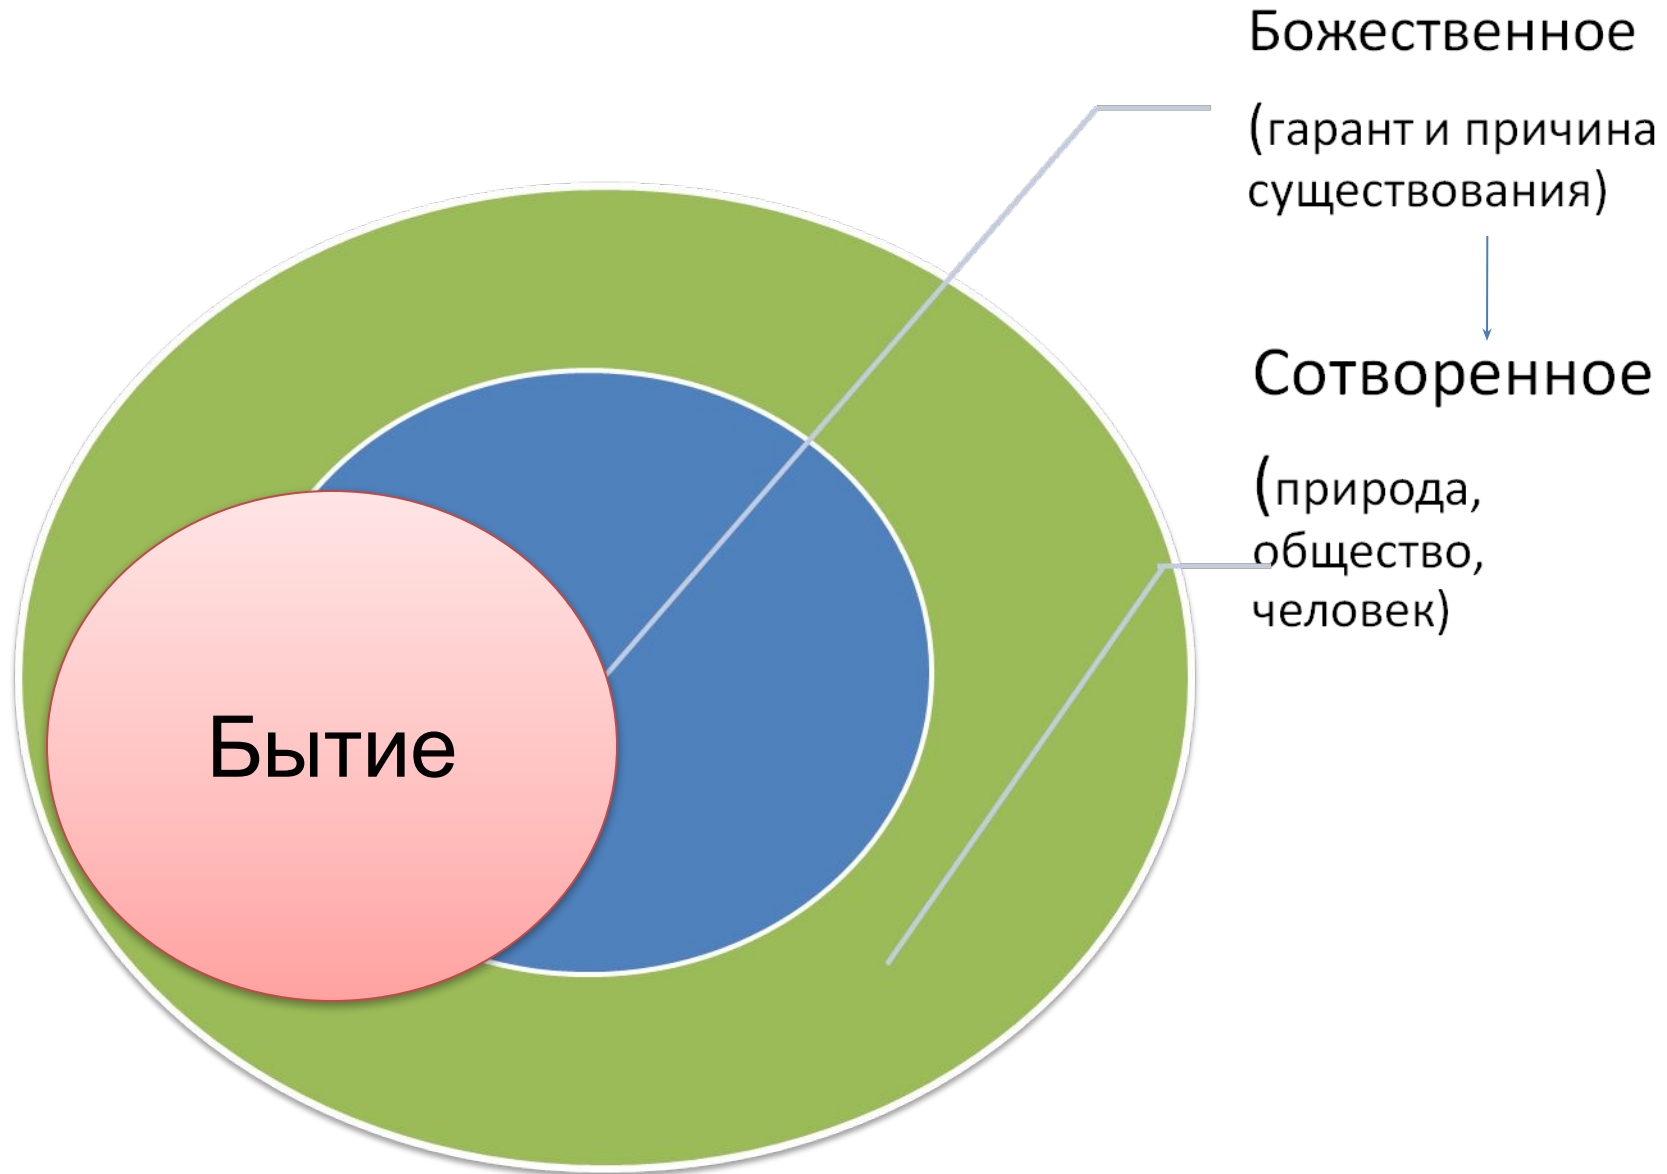 Божественное
(гарант и причина
существования)
Сотворенное
(природа,
общество,
человек)
Бытие